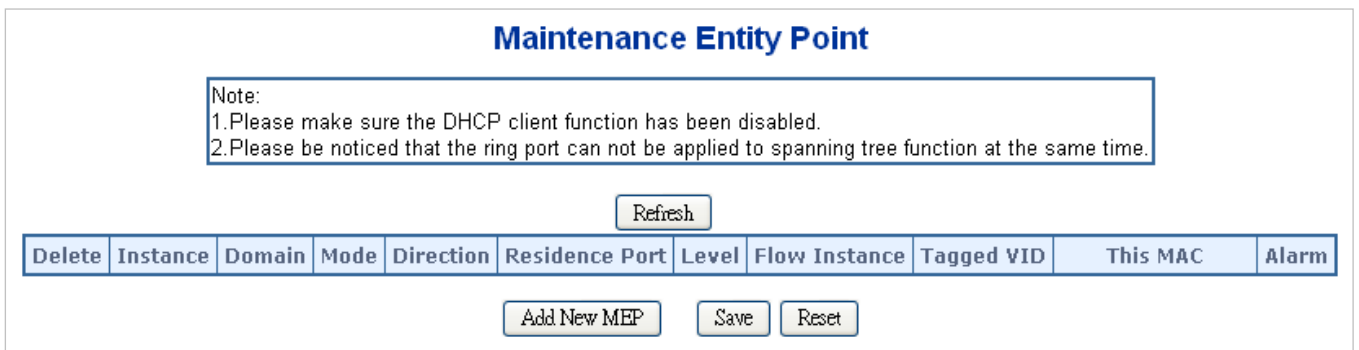 Maintenance Entity Point
Note:
1.Please make sure the DHCP client function has been disabled.
2.Please be noticed that the ring port can not be applied to spanning tree function at the same time.
Refresh
Delete Instance Domain Mode Direction Residence Port Level Flow Instance Tagged VID This MAC Alarm
Add New MEP Save Reset